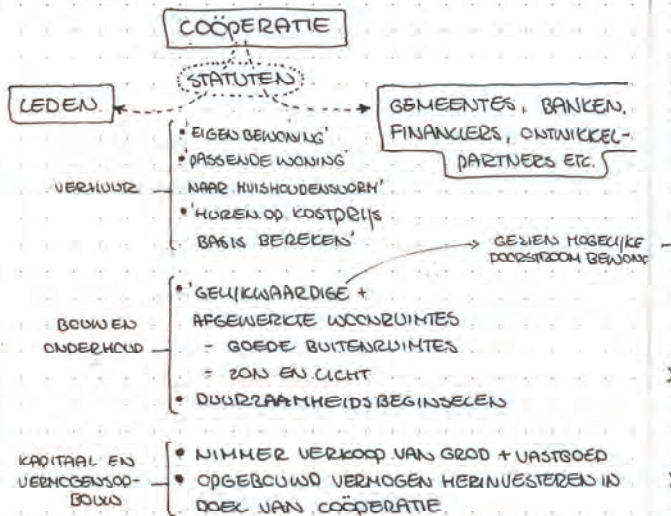 COÖPERATIE
STATUTEN
LEDEN
GEMEENTES, BANKEN,
FINANCIERS, ONTWIKKEL-
PARTNERS ETC.
VERHUUR
• 'EIGEN BEWONING'
• 'PASSENDE WONING'
NAAR HUISHOUDENSVORM'
• 'HUREN OP KOSTPRIJS
BASIS BEREKEN'
GEZIEN MOGELIJKE
DOORSTROOM BEWONE
BOUW EN
ONDERHOUD
• 'GELIJKWAARDIGE +
AFGEWERKTE WOONRUIMTES
- GOEDE BUITENRUIMTES
- ZON EN LICHT
• DUURZAAMHEIDSBEGINSELEN
KAPITAAL EN
VERMOGENSOP-
BOUW
• NIMMER VERKOOP VAN GROD + VASTGOED
• OPGEBOUWD VERMOGEN HERINVESTEREN IN
DOEL VAN COÖPERATIE